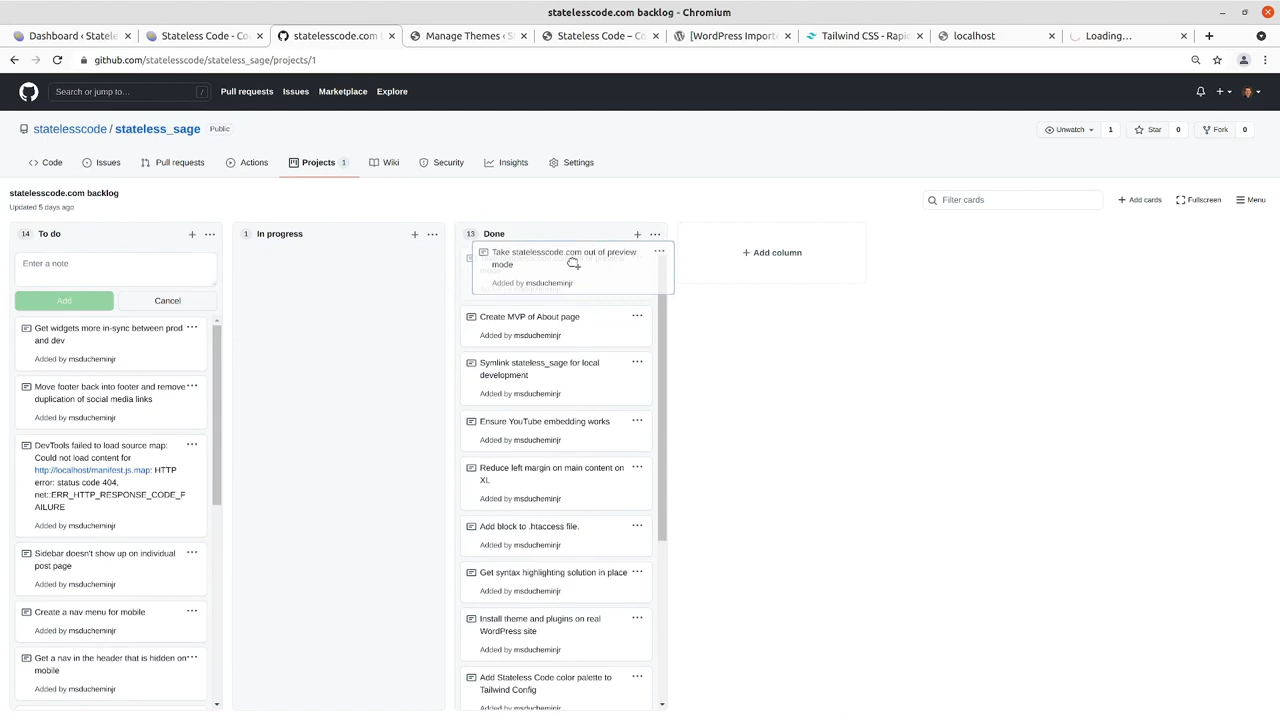 statelesscode.com backlog - Chromium
Dashboard ‹ Statele
Stateless Code - Co
statelesscode.com
Manage Themes ‹ S
Stateless Code – Co
[WordPress Importe
Tailwind CSS - Rapid
localhost
Loading...
github.com/statelesscode/stateless_sage/projects/1
Search or jump to… /
Pull requests
Issues
Marketplace
Explore
statelesscode / stateless_sage Public
Unwatch 1
Star 0
Fork 0
Code
Issues
Pull requests
Actions
Projects 1
Wiki
Security
Insights
Settings
statelesscode.com backlog
Updated 5 days ago
Filter cards
+ Add cards
Fullscreen
Menu
14 To do
Enter a note
Add
Cancel
Get widgets more in-sync between prod
and dev
Added by msducheminjr
Move footer back into footer and remove
duplication of social media links
Added by msducheminjr
DevTools failed to load source map:
Could not load content for
http://localhost/manifest.js.map: HTTP
error: status code 404,
net::ERR_HTTP_RESPONSE_CODE_F
AILURE
Added by msducheminjr
Sidebar doesn't show up on individual
post page
Added by msducheminjr
Create a nav menu for mobile
Added by msducheminjr
Get a nav in the header that is hidden on
mobile
Added by msducheminjr
1 In progress
13 Done
Take statelesscode.com out of preview
mode
Added by msducheminjr
Create MVP of About page
Added by msducheminjr
Symlink stateless_sage for local
development
Added by msducheminjr
Ensure YouTube embedding works
Added by msducheminjr
Reduce left margin on main content on
XL
Added by msducheminjr
Add block to .htaccess file.
Added by msducheminjr
Get syntax highlighting solution in place
Added by msducheminjr
Install theme and plugins on real
WordPress site
Added by msducheminjr
Add Stateless Code color palette to
Tailwind Config
Added by msducheminjr
+ Add column